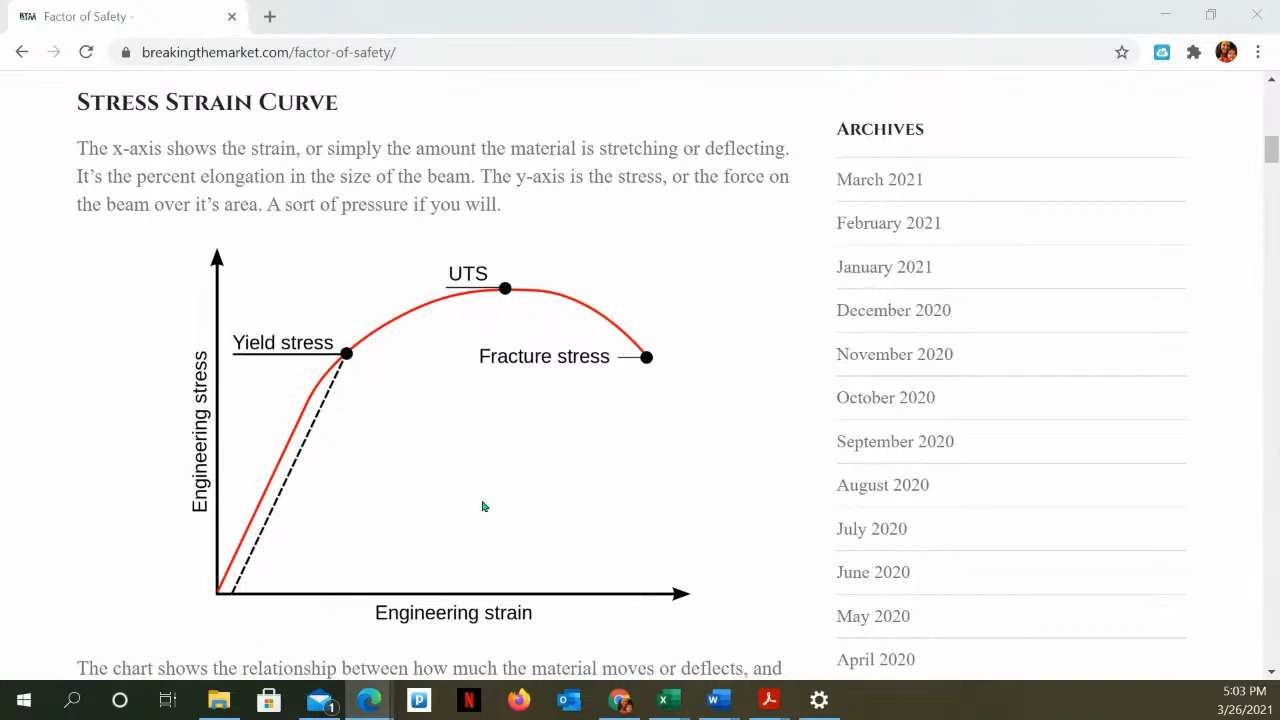 BTM Factor of Safety -
breakingthemarket.com/factor-of-safety/
Stress Strain Curve
The x-axis shows the strain, or simply the amount the material is stretching or deflecting.
It’s the percent elongation in the size of the beam. The y-axis is the stress, or the force on
the beam over it’s area. A sort of pressure if you will.
UTS
Yield stress
Fracture stress
Engineering stress
Engineering strain
The chart shows the relationship between how much the material moves or deflects, and
Archives
March 2021
February 2021
January 2021
December 2020
November 2020
October 2020
September 2020
August 2020
July 2020
June 2020
May 2020
April 2020
1
5:03 PM
3/26/2021